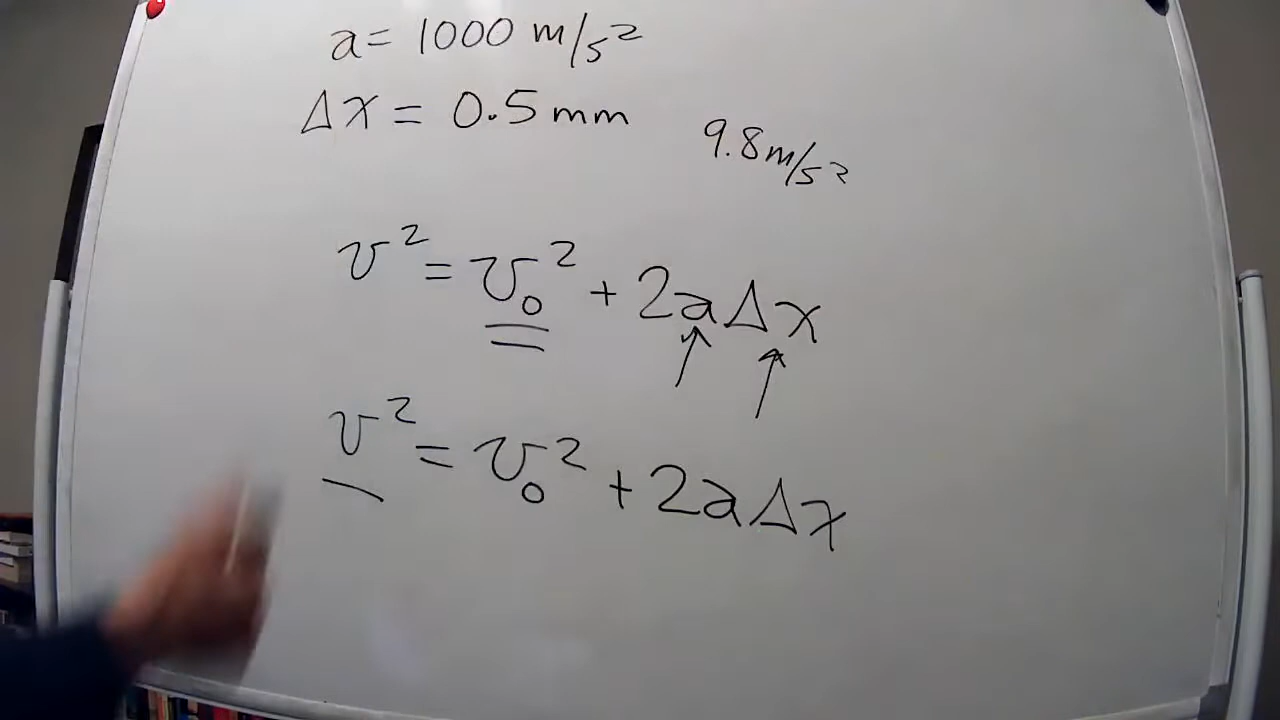 a = 1000 m/s²
Δx = 0.5 mm
9.8 m/s²
v² = v₀² + 2aΔx
v² = v₀² + 2aΔx